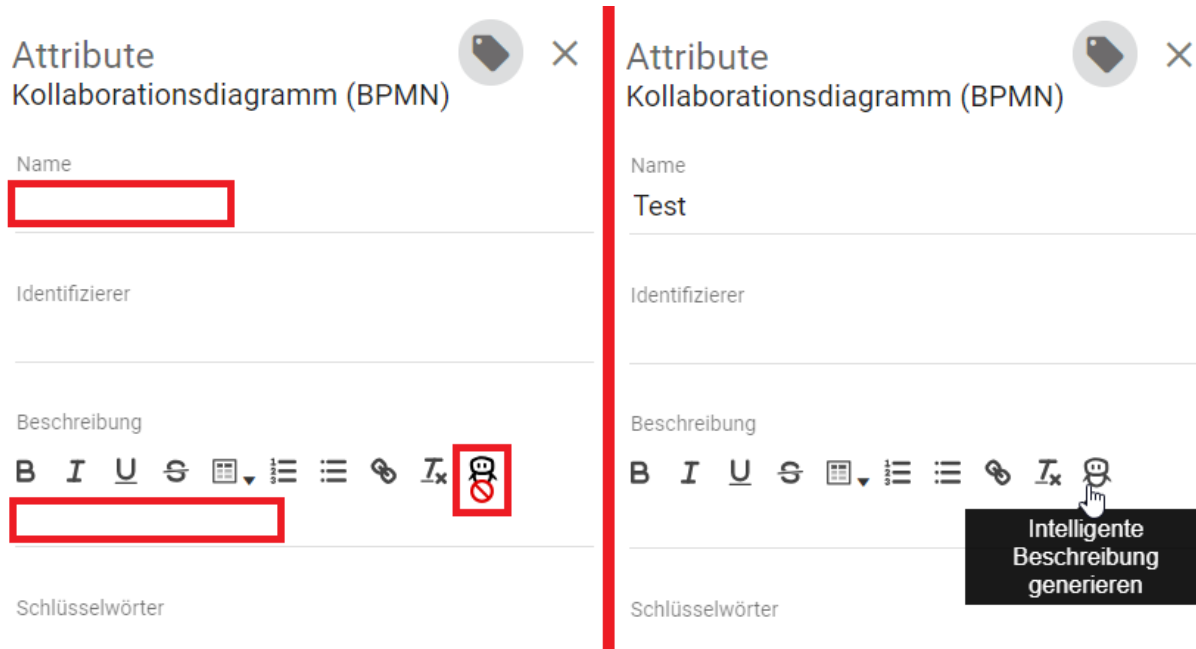 Attribute
Kollaborationsdiagramm (BPMN)
Name
Identifizierer
Beschreibung
B I U S
Schlüsselwörter
Attribute
Kollaborationsdiagramm (BPMN)
Name
Test
Identifizierer
Beschreibung
B I U S
Intelligente
Beschreibung
generieren
Schlüsselwörter